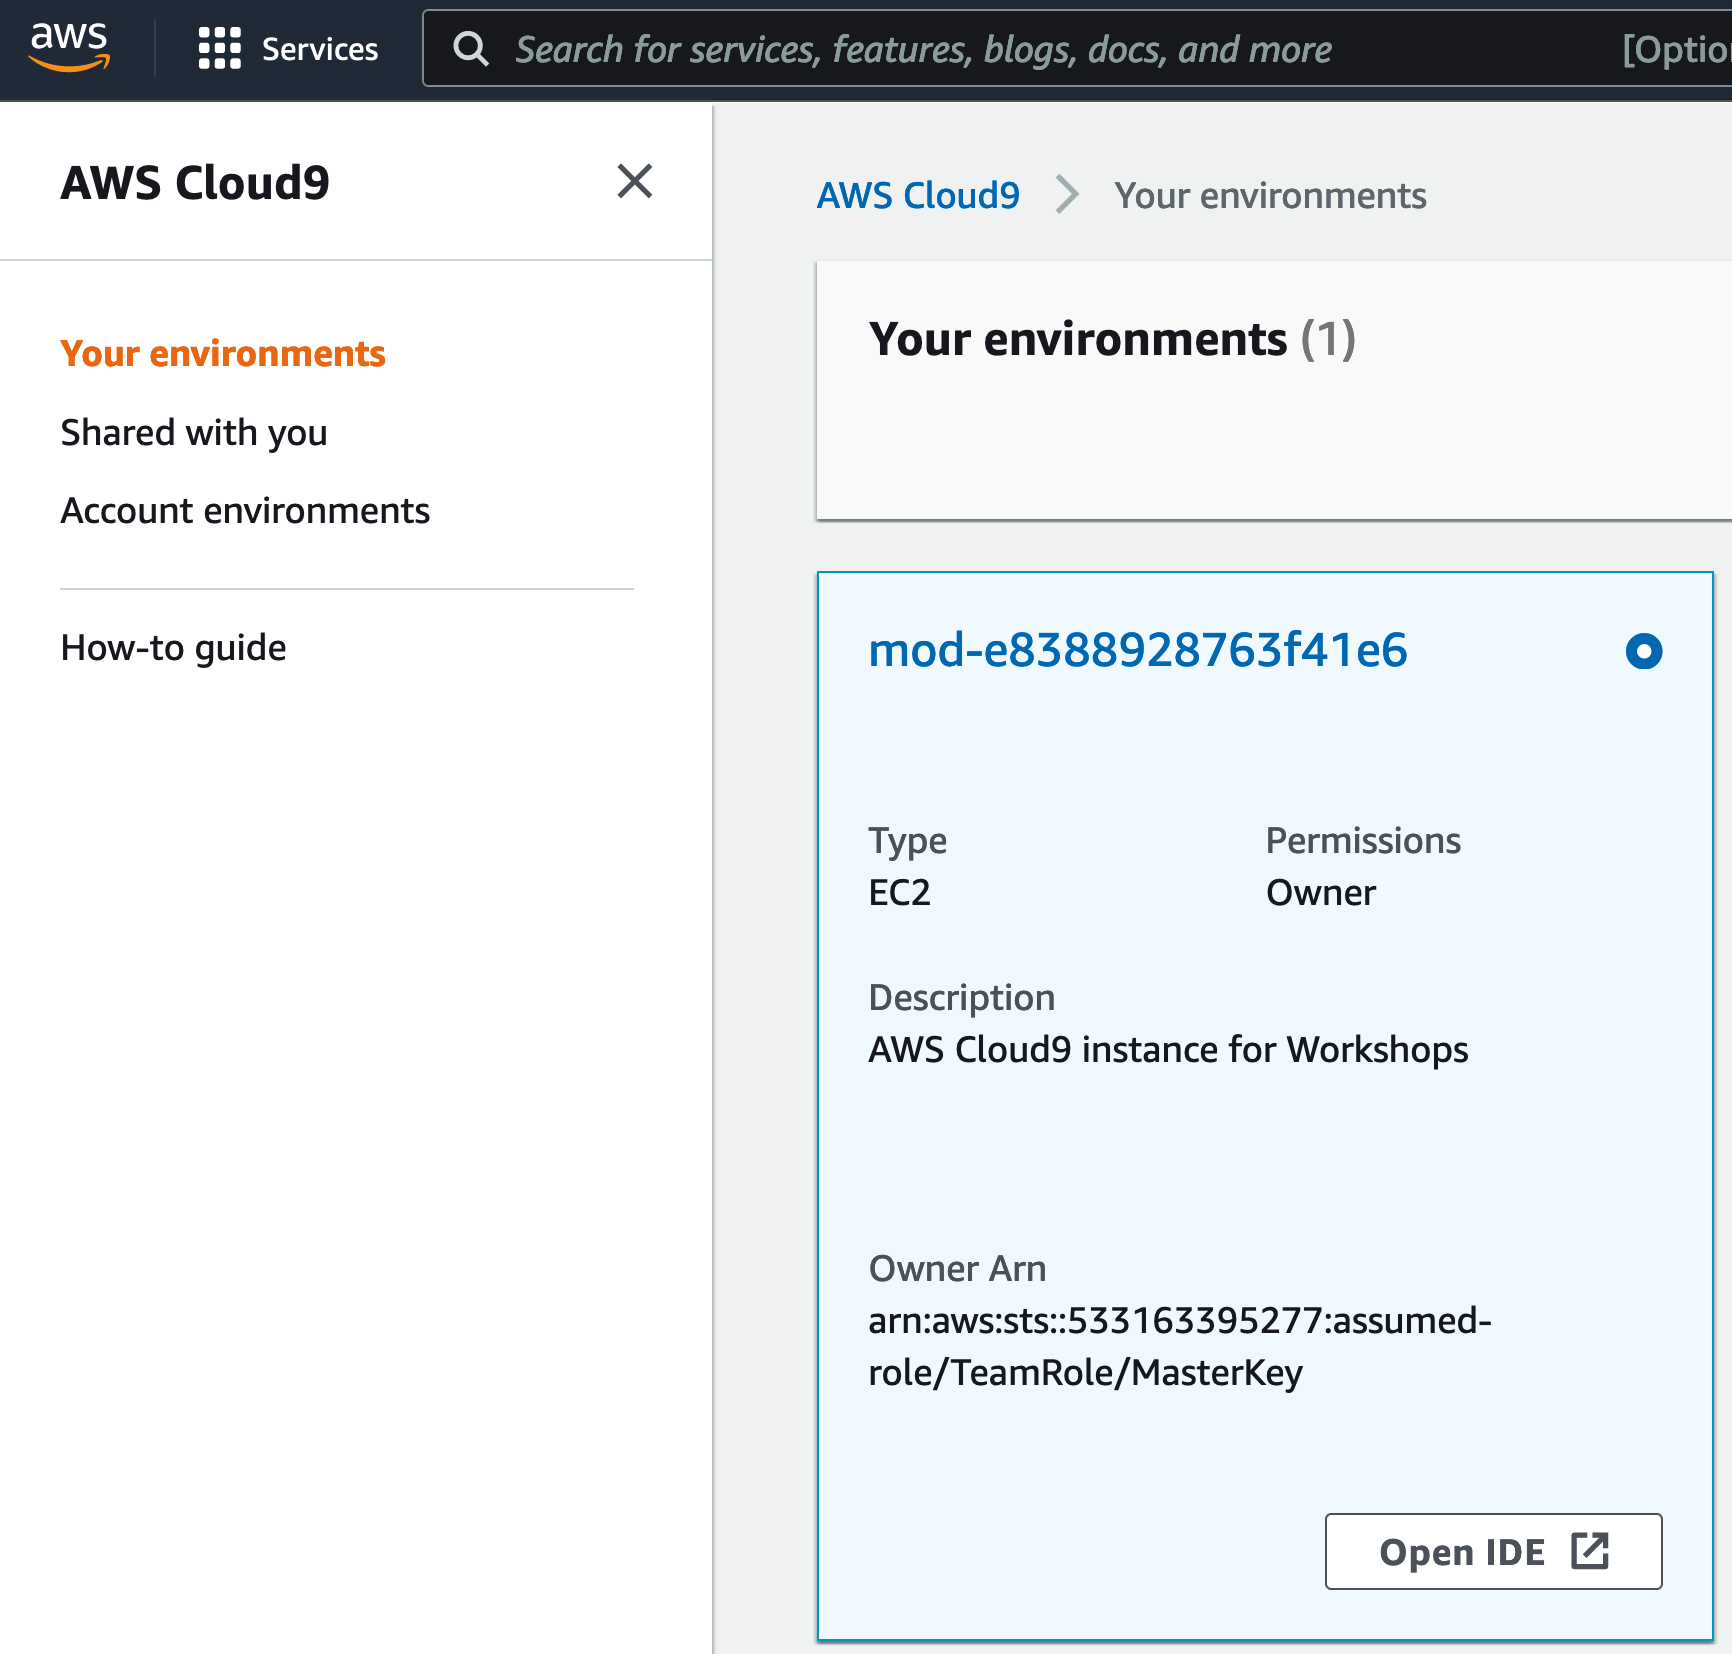 aws
Services
Search for services, features, blogs, docs, and more
[Optio
AWS Cloud9
Your environments
Shared with you
Account environments
How-to guide
AWS Cloud9 > Your environments
Your environments (1)
mod-e8388928763f41e6
Type
EC2
Permissions
Owner
Description
AWS Cloud9 instance for Workshops
Owner Arn
arn:aws:sts::533163395277:assumed-
role/TeamRole/MasterKey
Open IDE